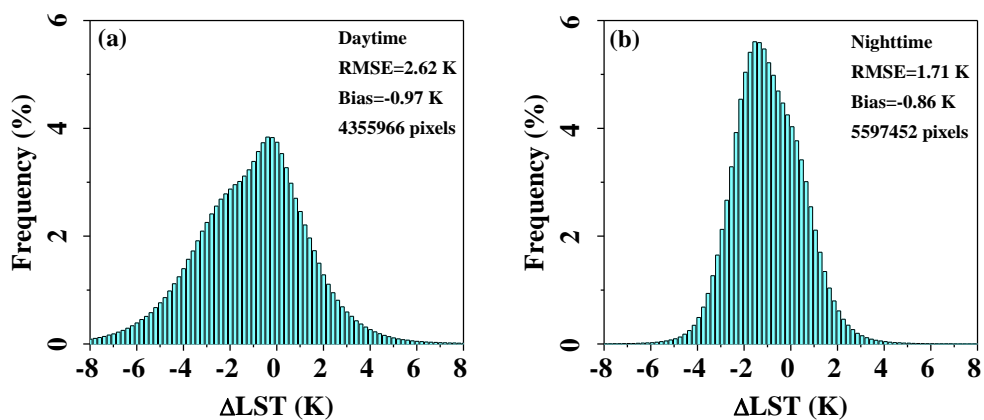 (a)
Daytime
RMSE=2.62 K
Bias=-0.97 K
4355966 pixels
Frequency (%)
6
4
2
0
-8 -6 -4 -2 0 2 4 6 8
ΔLST (K)
(b)
Nighttime
RMSE=1.71 K
Bias=-0.86 K
5597452 pixels
Frequency (%)
6
4
2
0
-8 -6 -4 -2 0 2 4 6 8
ΔLST (K)